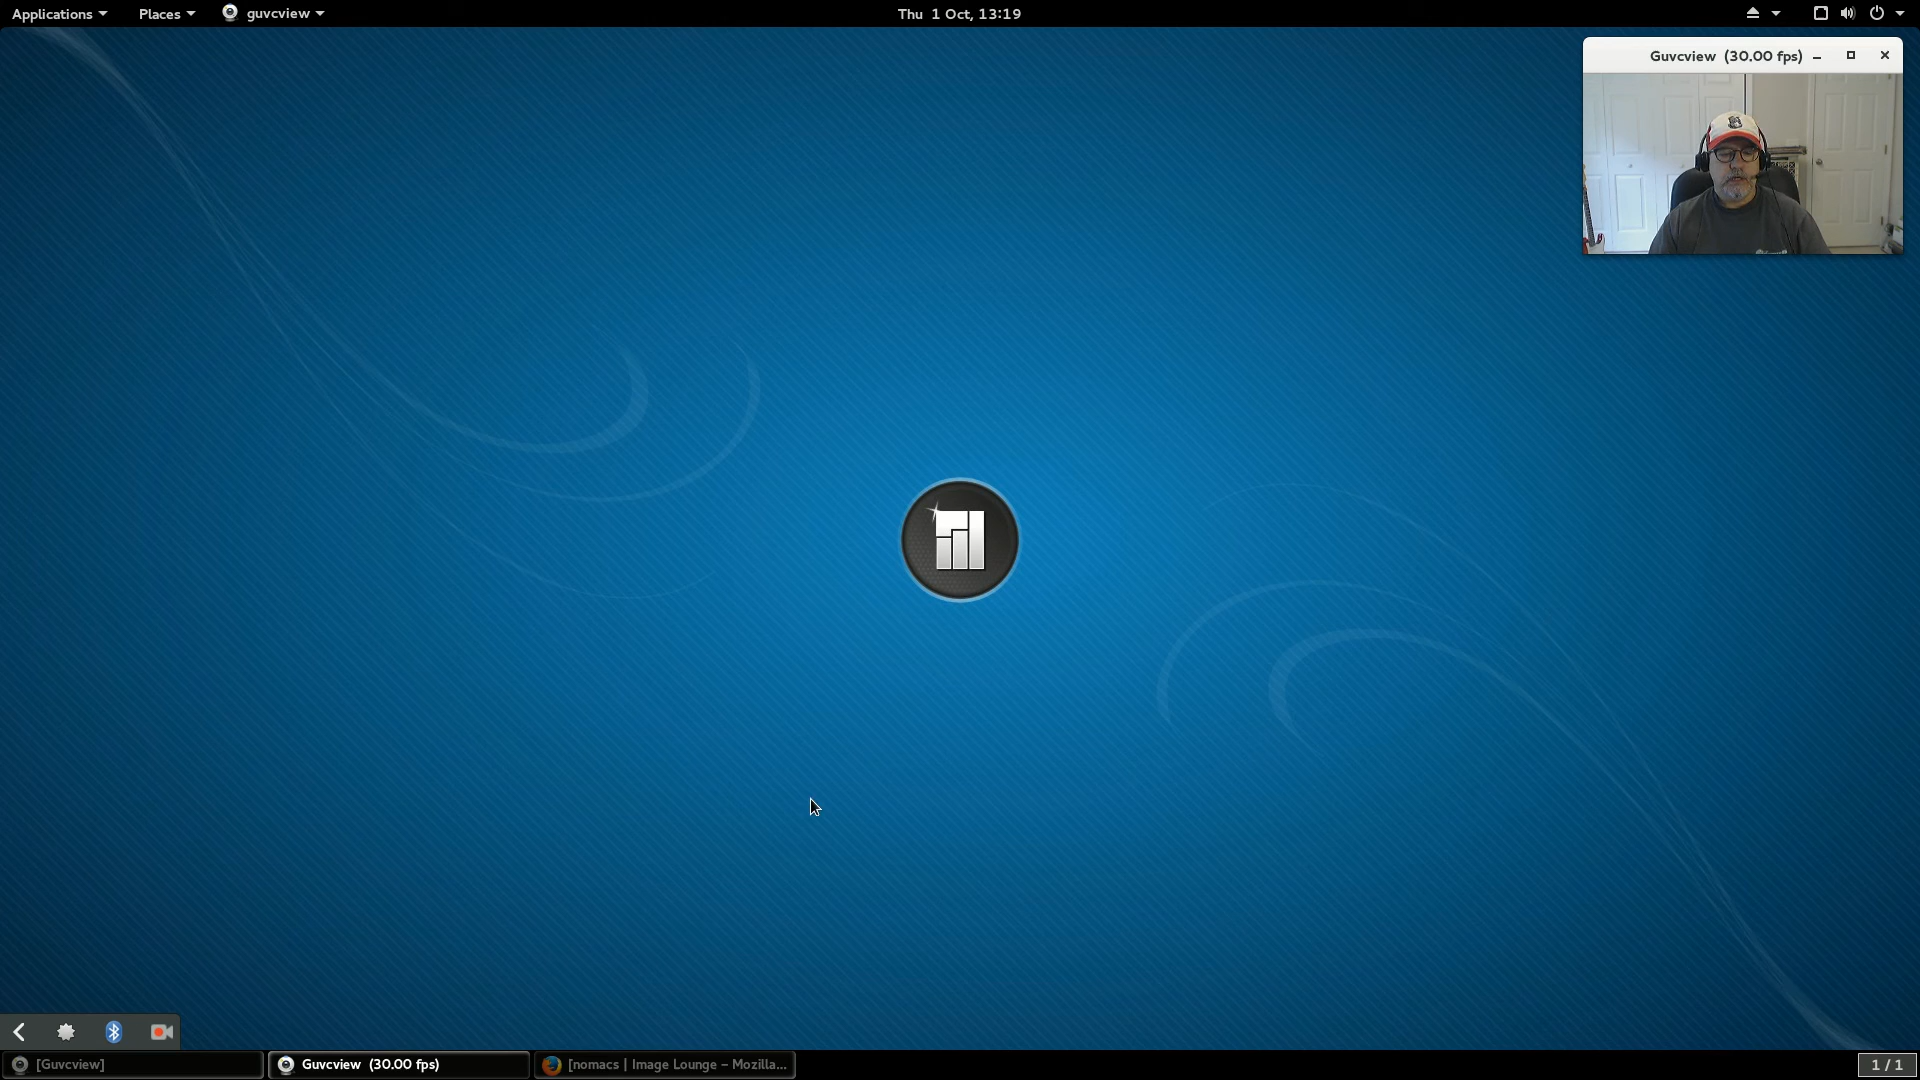 Applications
Places
guvcview
Thu 1 Oct, 13:19
Guvcview (30.00 fps)
[Guvcview]
Guvcview (30.00 fps)
[nomacs | Image Lounge – Mozilla...
1 / 1